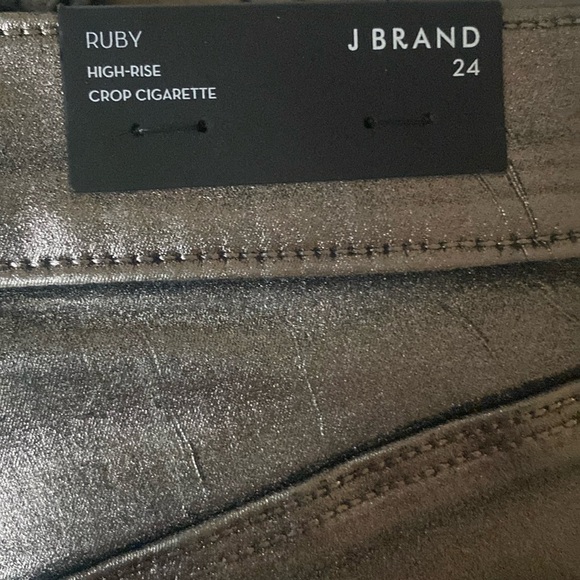 RUBY
HIGH-RISE
CROP CIGARETTE
J BRAND
24